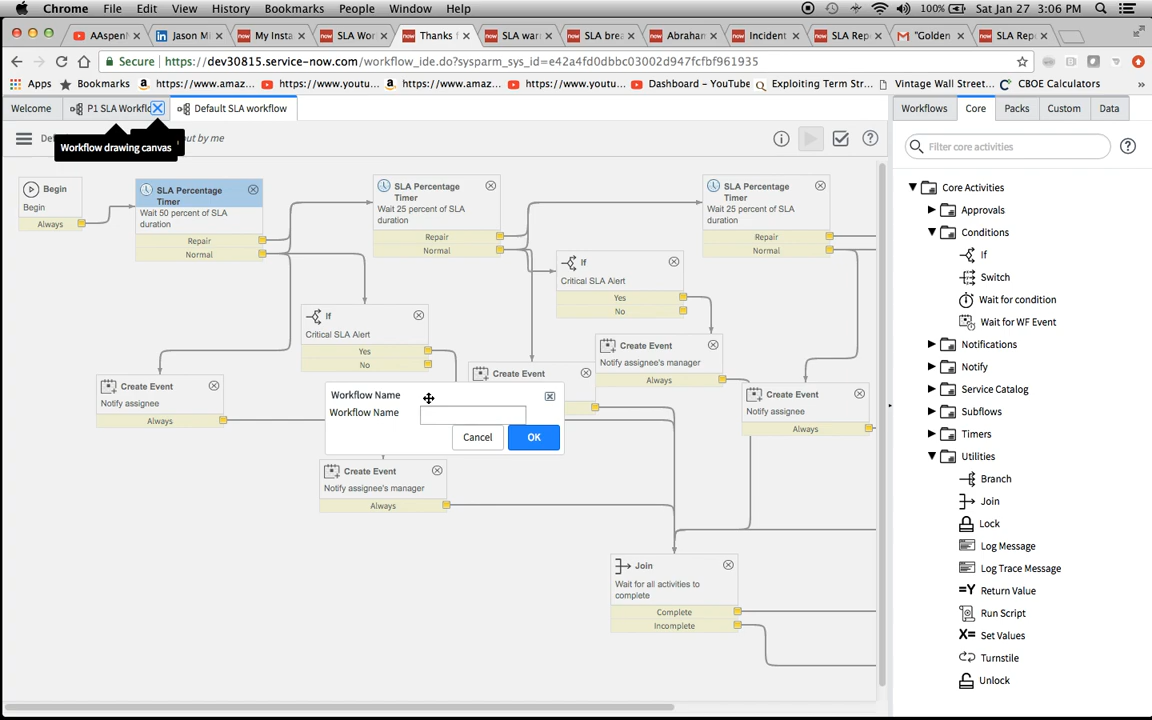 Chrome File Edit View History Bookmarks People Window Help 100% Sat Jan 27 3:06 PM
AAspen Jason M My Insta SLA Wor Thanks f SLA war SLA brea Abraham Incident SLA Rep "Golden SLA Rep
Secure https://dev30815.service-now.com/workflow_ide.do?sysparm_sys_id=e42a4fd0dbbc03002d947fcfbf961935
Apps Bookmarks https://www.amaz... https://www.youtu... https://www.amaz... https://www.youtu... Dashboard - YouTube Exploiting Term Str... Vintage Wall Street... CBOE Calculators »
Welcome P1 SLA Workflo Default SLA workflow
Workflows Core Packs Custom Data
out by me
Workflow drawing canvas
Filter core activities
Begin
Begin
Always
SLA Percentage
Timer
Wait 50 percent of SLA
duration
Repair
Normal
SLA Percentage
Timer
Wait 25 percent of SLA
duration
Repair
Normal
SLA Percentage
Timer
Wait 25 percent of SLA
duration
Repair
Normal
If
Critical SLA Alert
Yes
No
If
Critical SLA Alert
Yes
No
Create Event
Notify assignee
Always
Create Event
Create Event
Notify assignee's manager
Always
Create Event
Notify assignee
Always
Workflow Name
Workflow Name
Cancel OK
Create Event
Notify assignee's manager
Always
Join
Wait for all activities to
complete
Complete
Incomplete
Core Activities
Approvals
Conditions
If
Switch
Wait for condition
Wait for WF Event
Notifications
Notify
Service Catalog
Subflows
Timers
Utilities
Branch
Join
Lock
Log Message
Log Trace Message
Return Value
Run Script
Set Values
Turnstile
Unlock